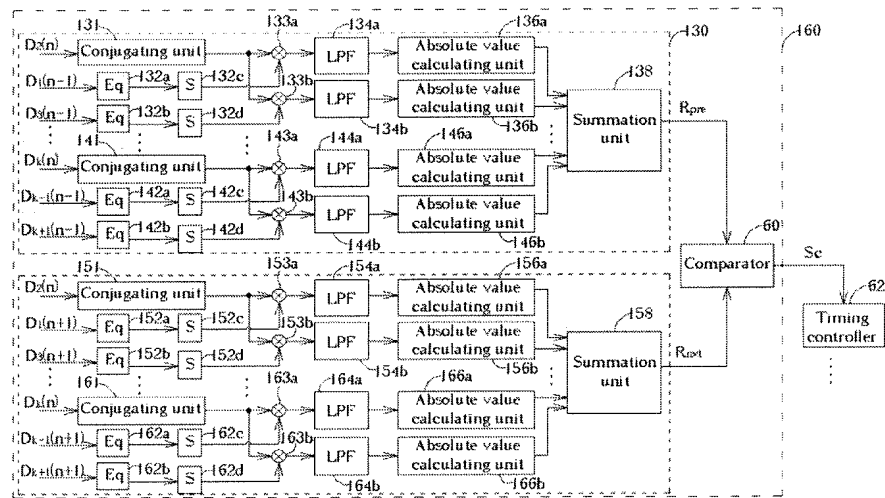 131 133a 134a 136a 130 160
D2(n) Conjugating unit LPF Absolute value calculating unit 138
D1(n-1) Eq 132a S 132c 133b
D3(n-1) Eq 132b S 132d LPF Absolute value calculating unit Summation unit Rpre
141 143a 134b 144a 136b 146a
Dk(n) Conjugating unit LPF Absolute value calculating unit
Dk-1(n-1) Eq 142a S 142c 143b
Dk+1(n-1) Eq 142b S 142d LPF Absolute value calculating unit 60
144b 146b Comparator Sc
151 153a 154a 156a 62
D2(n) Conjugating unit LPF Absolute value calculating unit 158 Timing controller
D1(n+1) Eq 152a S 152c 153b
D3(n+1) Eq 152b S 152d LPF Absolute value calculating unit Summation unit Rnxt
161 163a 154b 164a 156b 166a
Dk(n) Conjugating unit LPF Absolute value calculating unit
Dk-1(n+1) Eq 162a S 162c 163b
Dk+1(n+1) Eq 162b S 162d LPF Absolute value calculating unit
164b 166b